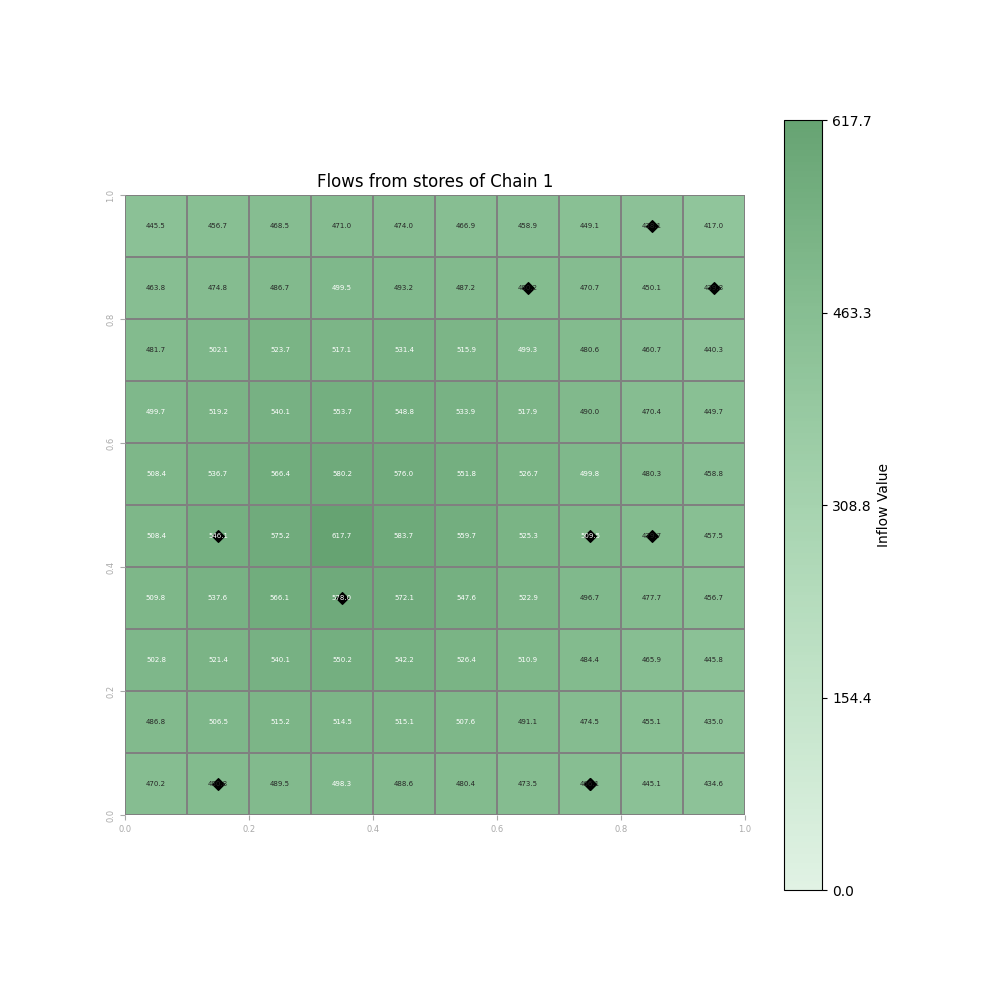 Flows from stores of Chain 1
617.7
463.3
308.8
154.4
0.0
Inflow Value
1.0
0.8
0.6
0.4
0.2
0.0
445.5 456.7 468.5 471.0 474.0 466.9 458.9 449.1 417.0
463.8 474.8 486.7 499.5 493.2 487.2 470.7 450.1
481.7 502.1 523.7 517.1 531.4 515.9 499.3 480.6 460.7 440.3
499.7 519.2 540.1 553.7 548.8 533.9 517.9 490.0 470.4 449.7
508.4 536.7 566.4 580.2 576.0 551.8 526.7 499.8 480.3 458.8
508.4 575.2 617.7 583.7 559.7 525.3 457.5
509.8 537.6 566.1 578.0 572.1 547.6 522.9 496.7 477.7 456.7
502.8 521.4 540.1 550.2 542.2 526.4 510.9 484.4 465.9 445.8
486.8 506.5 515.2 514.5 515.1 507.6 491.1 474.5 455.1 435.0
470.2 489.5 498.3 488.6 480.4 473.5 445.1 434.6
0.0 0.2 0.4 0.6 0.8 1.0